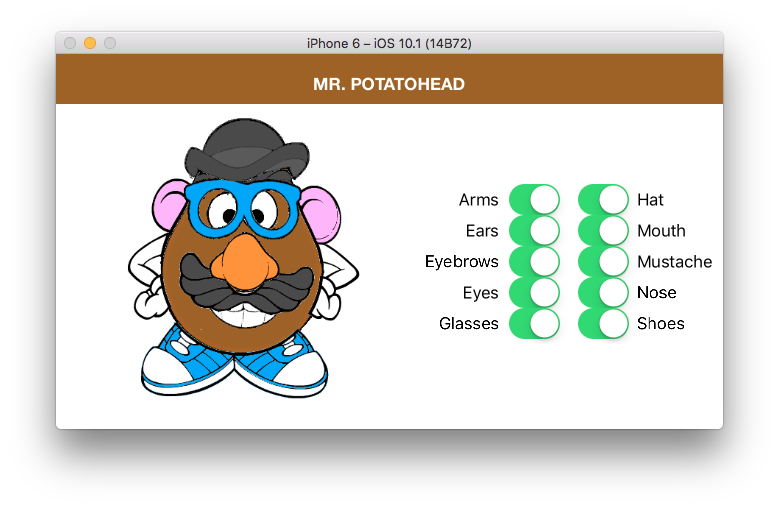 iPhone 6 – iOS 10.1 (14B72)
MR. POTATOHEAD
Arms Hat
Ears Mouth
Eyebrows Mustache
Eyes Nose
Glasses Shoes